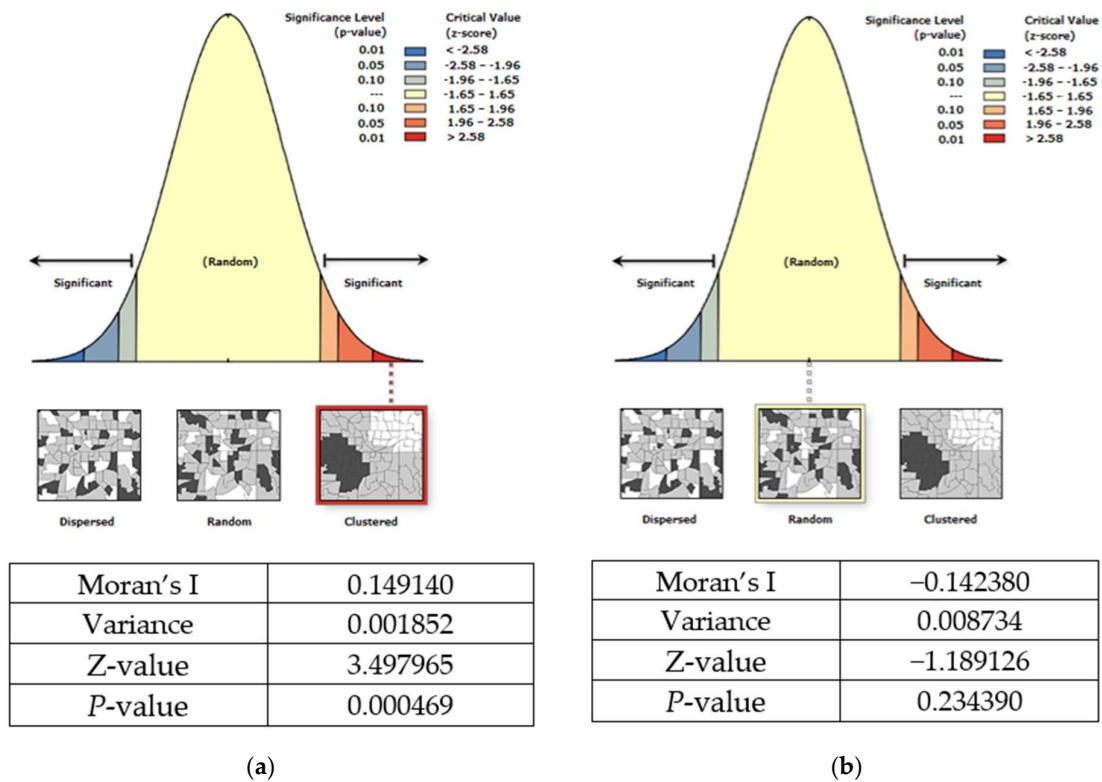 Significance Level Critical Value
(p-value) (z-score)
0.01 < -2.58
0.05 -2.58 – -1.96
0.10 -1.96 – -1.65
--- -1.65 – 1.65
0.10 1.65 – 1.96
0.05 1.96 – 2.58
0.01 > 2.58
(Random)
Significant Significant
Dispersed Random Clustered
Moran’s I 0.149140
Variance 0.001852
Z-value 3.497965
P-value 0.000469
(a)
Significance Level Critical Value
(p-value) (z-score)
0.01 < -2.58
0.05 -2.58 – -1.96
0.10 -1.96 – -1.65
--- -1.65 – 1.65
0.10 1.65 – 1.96
0.05 1.96 – 2.58
0.01 > 2.58
(Random)
Significant Significant
Dispersed Random Clustered
Moran’s I −0.142380
Variance 0.008734
Z-value −1.189126
P-value 0.234390
(b)